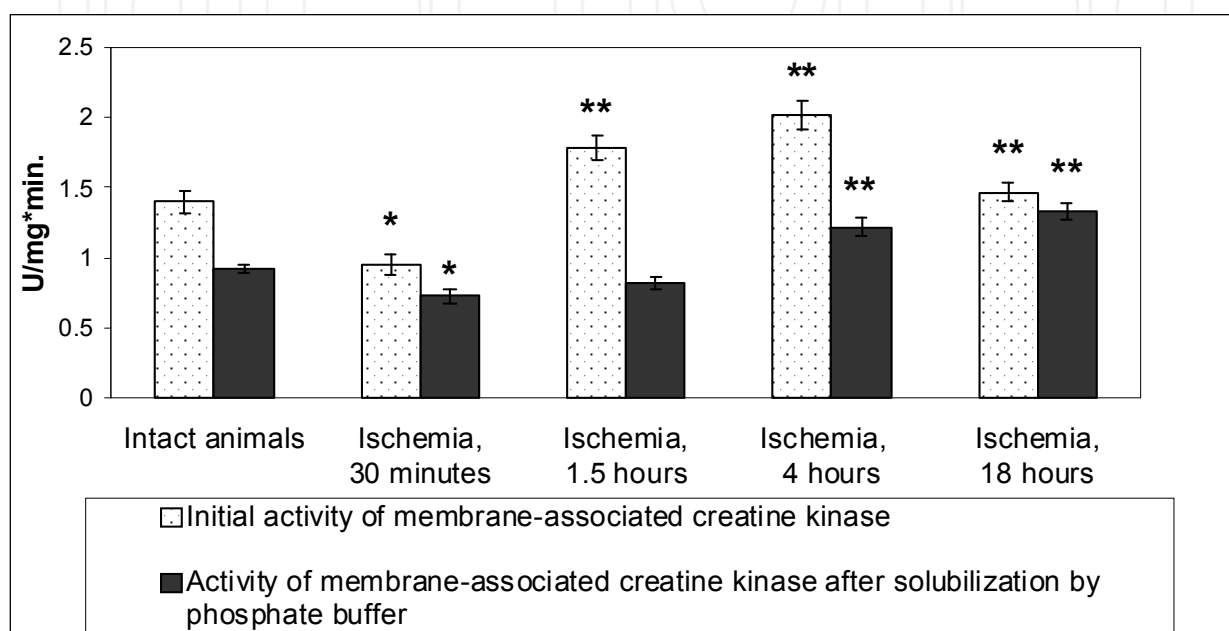 2.5
2
1.5
1
0.5
0
U/mg*min.
*
*
**
**
**
**
**
Intact animals
Ischemia, 30 minutes
Ischemia, 1.5 hours
Ischemia, 4 hours
Ischemia, 18 hours
Initial activity of membrane-associated creatine kinase
Activity of membrane-associated creatine kinase after solubilization by
phosphate buffer